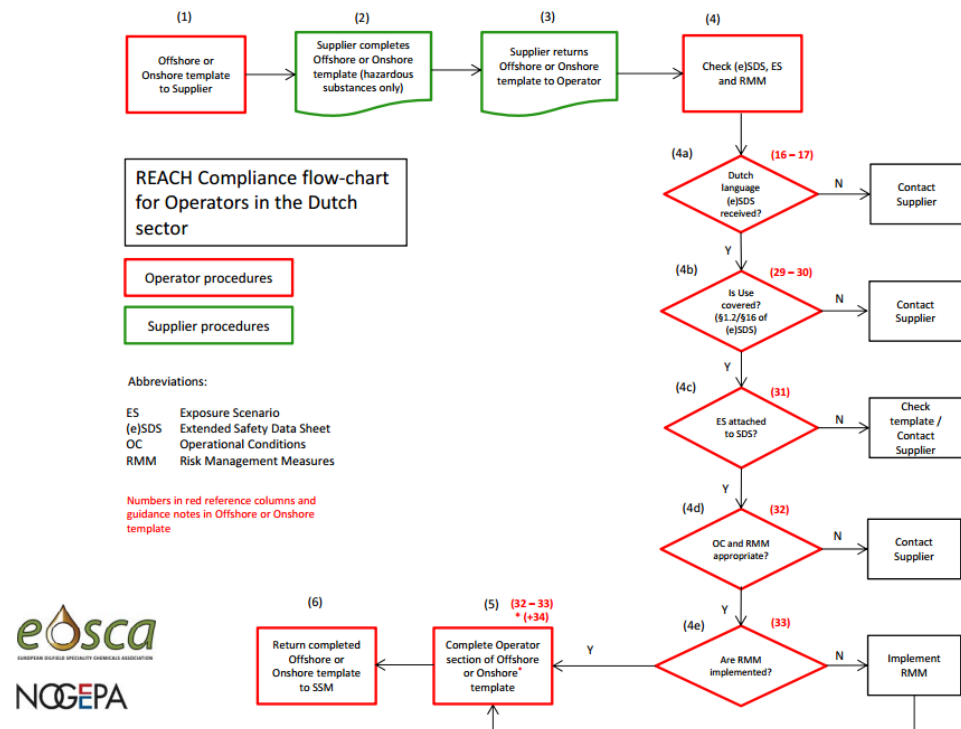 (1)
(2)
(3)
(4)
Offshore or
Onshore template
to Supplier
Supplier completes
Offshore or Onshore
template (hazardous
substances only)
Supplier returns
Offshore or Onshore
template to Operator
Check (e)SDS, ES
and RMM
REACH Compliance flow-chart
for Operators in the Dutch
sector
Operator procedures
Supplier procedures
Abbreviations:
ES Exposure Scenario
(e)SDS Extended Safety Data Sheet
OC Operational Conditions
RMM Risk Management Measures
Numbers in red reference columns and
guidance notes in Offshore or Onshore
template
(4a)
(16 – 17)
Dutch
language
(e)SDS
received?
N
Contact
Supplier
Y
(4b)
(29 – 30)
Is Use
covered?
(§1.2/§16 of
(e)SDS)
N
Contact
Supplier
Y
(4c)
(31)
ES attached
to SDS?
N
Check
template /
Contact
Supplier
Y
(4d)
(32)
OC and RMM
appropriate?
N
Contact
Supplier
Y
(4e)
(33)
Are RMM
implemented?
N
Implement
RMM
Y
(5)
(32 – 33)
* (+34)
Complete Operator
section of Offshore
or Onshore*
template
(6)
Return completed
Offshore or
Onshore template
to SSM
eosca
EUROPEAN OILFIELD SPECIALITY CHEMICALS ASSOCIATION
NOGEPA